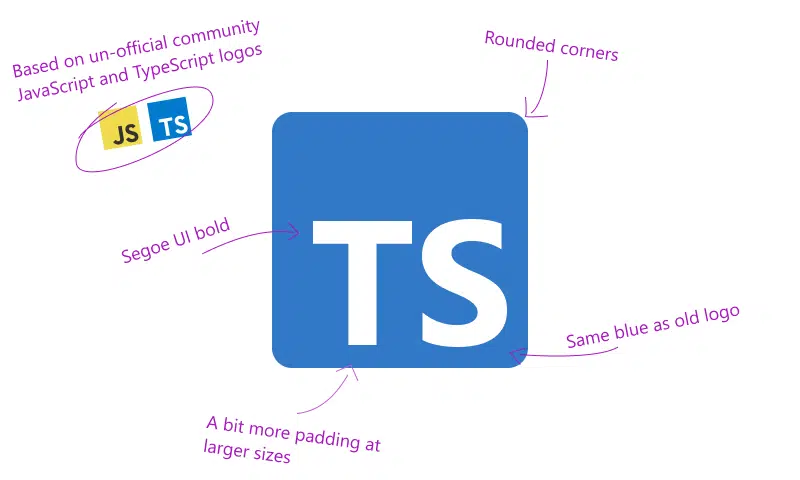 Based on un-official community
JavaScript and TypeScript logos
JS TS
Rounded corners
Segoe UI bold
TS
Same blue as old logo
A bit more padding at
larger sizes